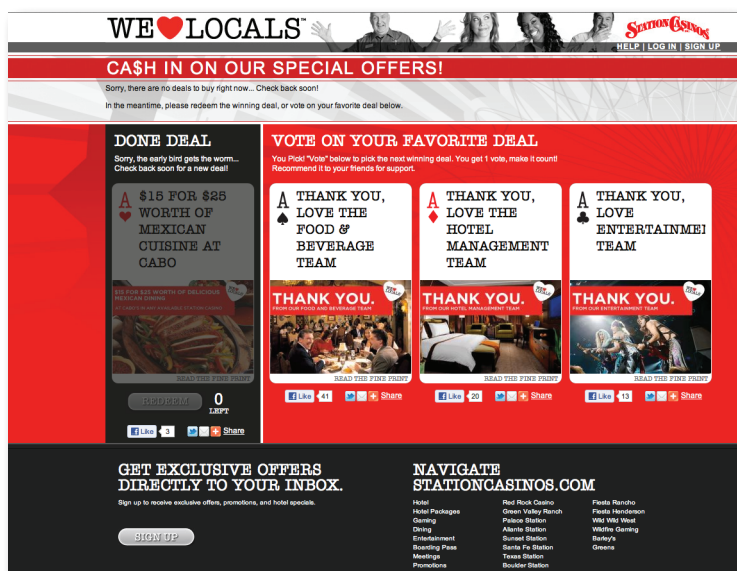 WE LOCALS™
STATION CASINOS
HELP | LOG IN | SIGN UP
CA$H IN ON OUR SPECIAL OFFERS!
Sorry, there are no deals to buy right now... Check back soon!
In the meantime, please redeem the winning deal, or vote on your favorite deal below.
DONE DEAL
Sorry, the early bird gets the worm...
Check back soon for a new deal!
A
$15 FOR $25
WORTH OF
MEXICAN
CUISINE AT
CABO
$15 FOR $25 WORTH OF DELICIOUS
MEXICAN DINING
READ THE FINE PRINT
REDEEM
0
LEFT
Like 3
Share
VOTE ON YOUR FAVORITE DEAL
You Pick! "Vote" below to pick the next winning deal. You get 1 vote, make it count!
Recommend it to your friends for support.
A
THANK YOU,
LOVE THE
FOOD &
BEVERAGE
TEAM
THANK YOU.
FROM OUR FOOD AND BEVERAGE TEAM
READ THE FINE PRINT
Like 41
Share
A
THANK YOU,
LOVE THE
HOTEL
MANAGEMENT
TEAM
THANK YOU.
FROM OUR HOTEL MANAGEMENT TEAM
READ THE FINE PRINT
Like 20
Share
A
THANK YOU,
LOVE
ENTERTAINME
TEAM
THANK YOU.
FROM OUR ENTERTAINMENT TEAM
READ THE FINE PRINT
Like 13
Share
GET EXCLUSIVE OFFERS
DIRECTLY TO YOUR INBOX.
Sign up to receive exclusive offers, promotions, and hotel specials.
SIGN UP
NAVIGATE
STATIONCASINOS.COM
Hotel
Hotel Packages
Gaming
Dining
Entertainment
Boarding Pass
Meetings
Promotions
Red Rock Casino
Green Valley Ranch
Palace Station
Aliante Station
Sunset Station
Santa Fe Station
Texas Station
Boulder Station
Fiesta Rancho
Fiesta Henderson
Wild Wild West
Wildfire Gaming
Barley's
Greens